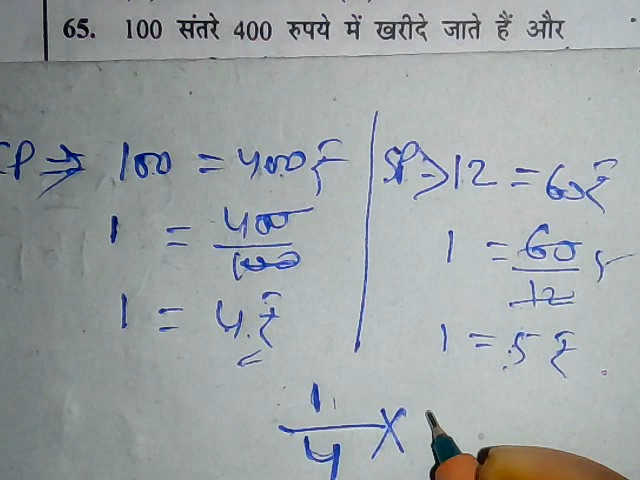 65. 100 संतरे 400 रुपये में खरीदे जाते हैं और
CP ⇒ 100 = 400 ₹
1 = 400/100
1 = 4 ₹
SP ⇒ 12 = 60 ₹
1 = 60/12 5
1 = 5 ₹
1/4 ×